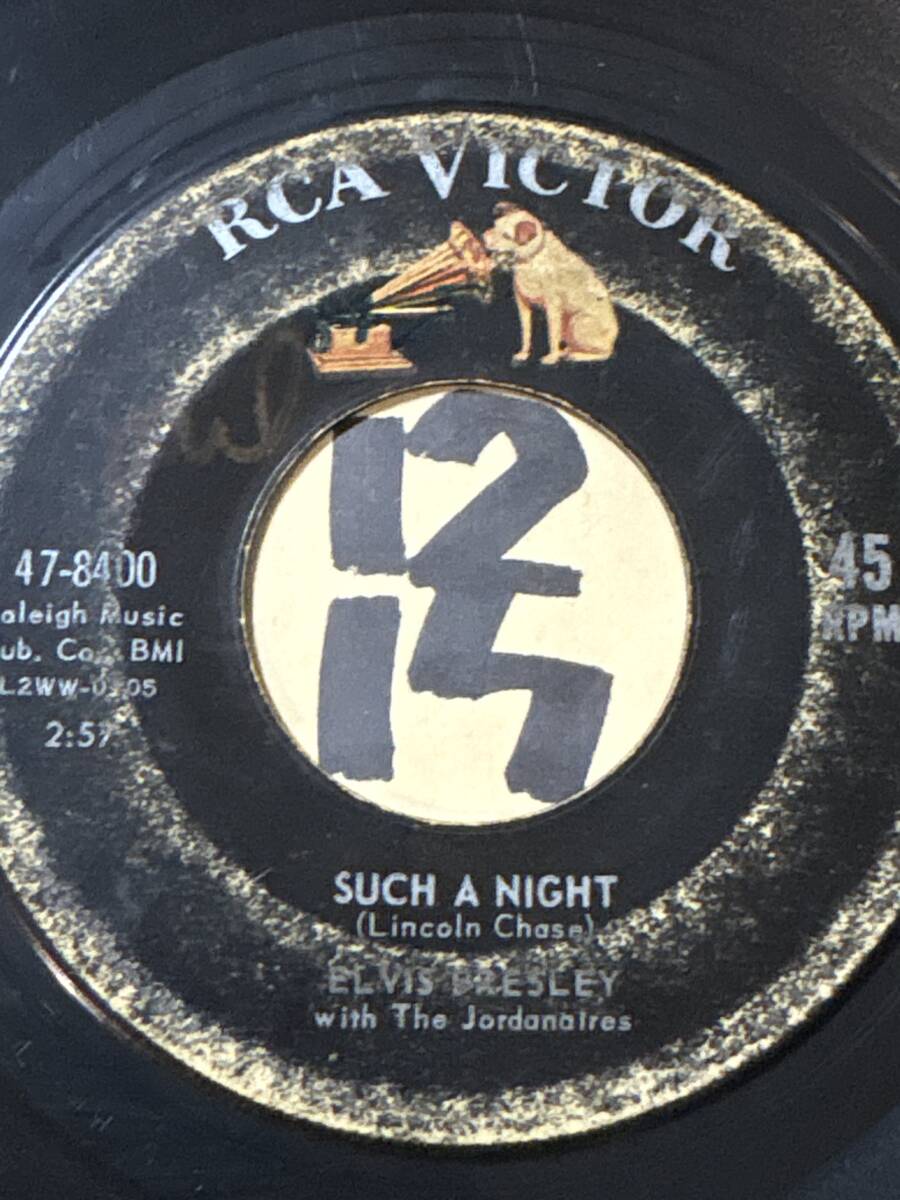 RCA VICTOR
12
15
47-8400
aleigh Music
ub. Co., BMI
L2WW-0 05
2:57
45
RPM
SUCH A NIGHT
(Lincoln Chase)
ELVIS PRESLEY
with The Jordanaires